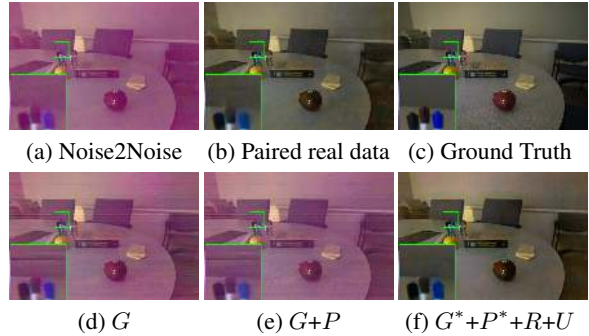 (a) Noise2Noise (b) Paired real data (c) Ground Truth
(d) G (e) G+P (f) G*+P*+R+U